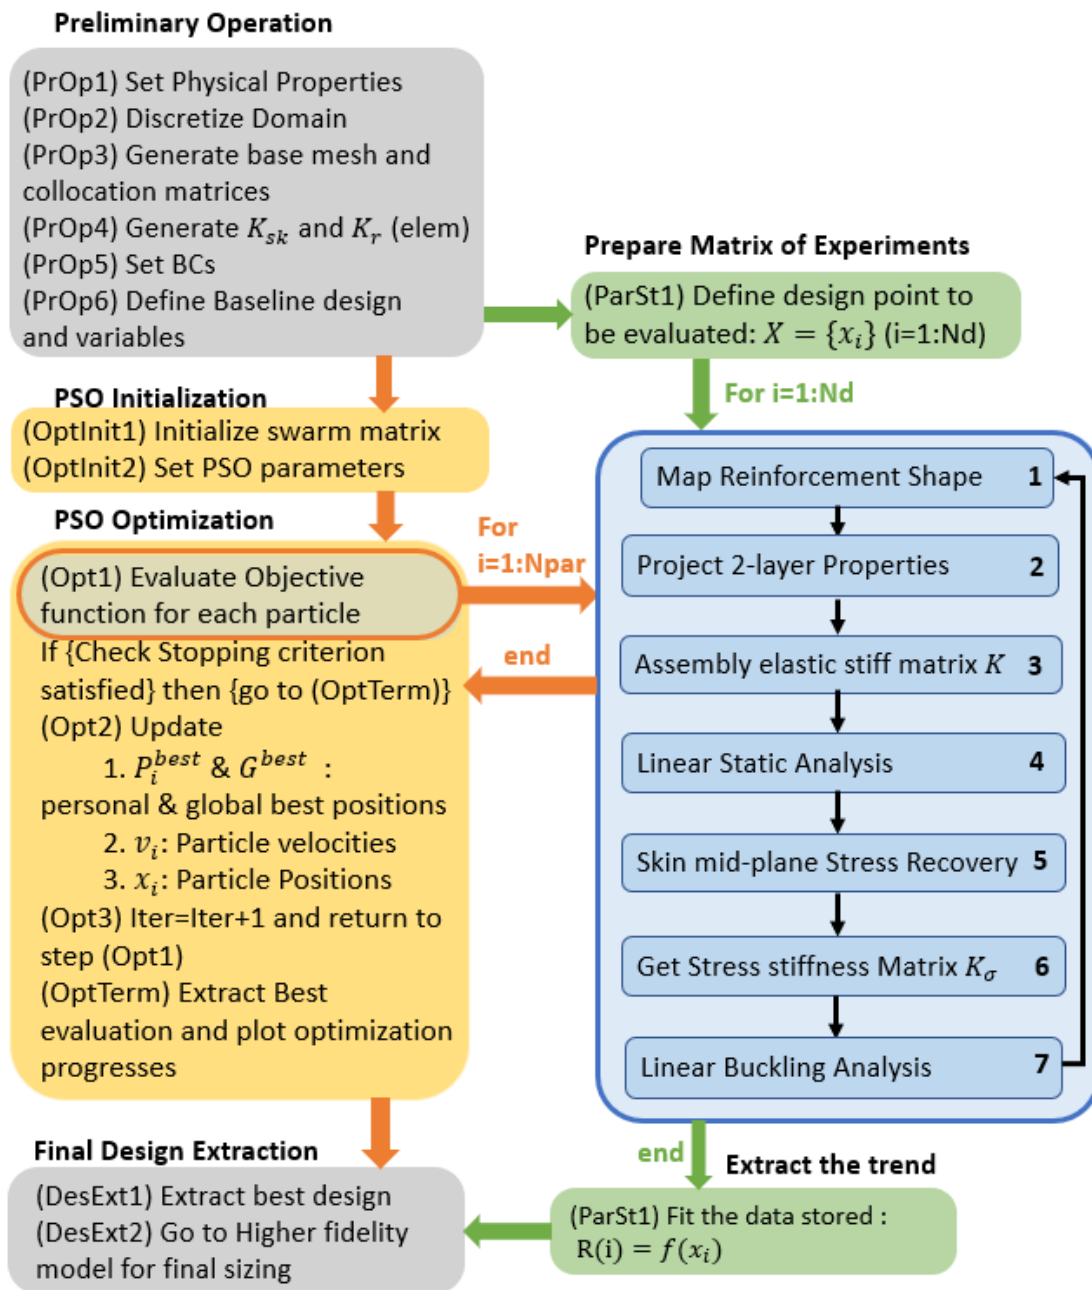 Preliminary Operation
(PrOp1) Set Physical Properties
(PrOp2) Discretize Domain
(PrOp3) Generate base mesh and
collocation matrices
(PrOp4) Generate $K_{sk}$ and $K_r$ (elem)
(PrOp5) Set BCs
(PrOp6) Define Baseline design
and variables
Prepare Matrix of Experiments
(ParSt1) Define design point to
be evaluated: $X = \{x_i\}$ (i=1:Nd)
For i=1:Nd
PSO Initialization
(OptInit1) Initialize swarm matrix
(OptInit2) Set PSO parameters
PSO Optimization
(Opt1) Evaluate Objective
function for each particle
If {Check Stopping criterion
satisfied} then {go to (OptTerm)}
(Opt2) Update
1. $P_i^{best}$ & $G^{best}$ :
personal & global best positions
2. $v_i$: Particle velocities
3. $x_i$: Particle Positions
(Opt3) Iter=Iter+1 and return to
step (Opt1)
(OptTerm) Extract Best
evaluation and plot optimization
progresses
For
i=1:Npar
end
Map Reinforcement Shape 1
Project 2-layer Properties 2
Assembly elastic stiff matrix $K$ 3
Linear Static Analysis 4
Skin mid-plane Stress Recovery 5
Get Stress stiffness Matrix $K_\sigma$ 6
Linear Buckling Analysis 7
end
Extract the trend
(ParSt1) Fit the data stored :
R(i) = $f(x_i)$
Final Design Extraction
(DesExt1) Extract best design
(DesExt2) Go to Higher fidelity
model for final sizing